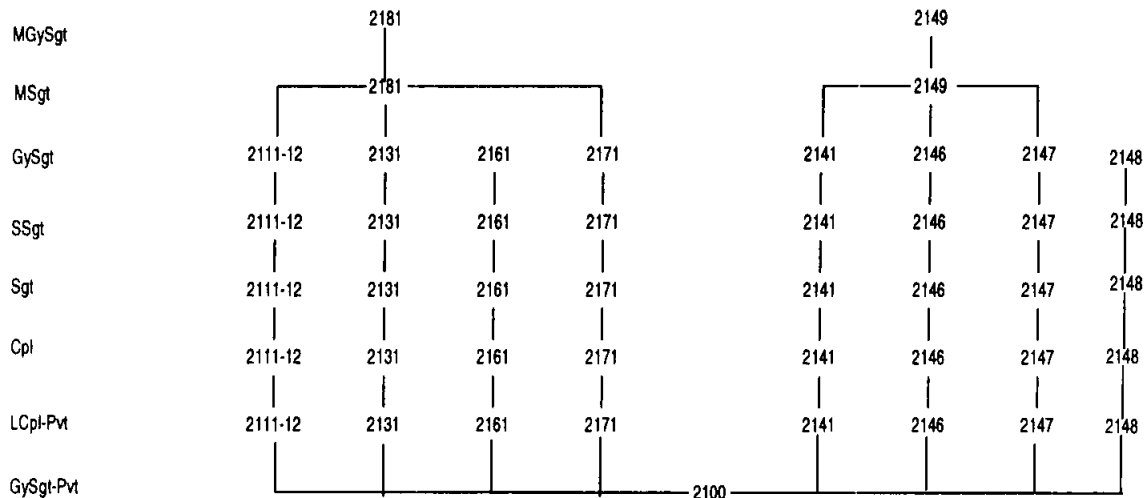 MGySgt 2181 2149
MSgt 2181 2149
GySgt 2111-12 2131 2161 2171 2141 2146 2147 2148
SSgt 2111-12 2131 2161 2171 2141 2146 2147 2148
Sgt 2111-12 2131 2161 2171 2141 2146 2147 2148
Cpl 2111-12 2131 2161 2171 2141 2146 2147 2148
LCpl-Pvt 2111-12 2131 2161 2171 2141 2146 2147 2148
GySgt-Pvt 2100